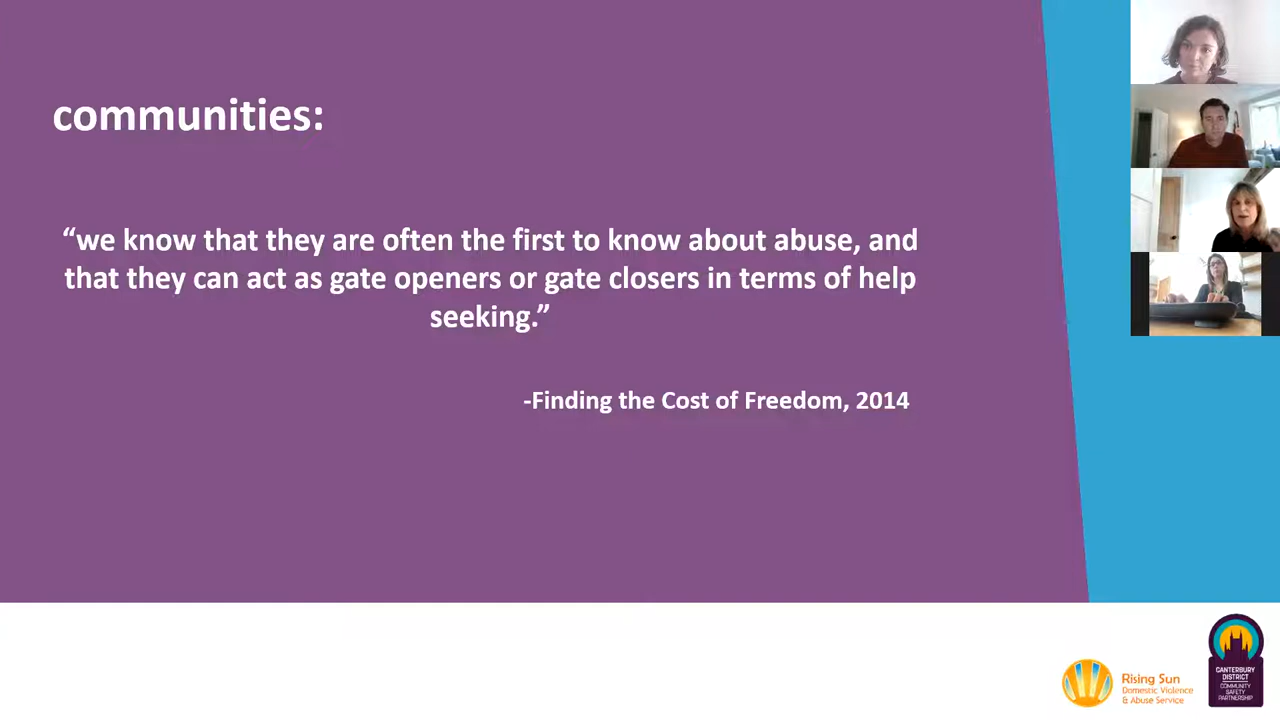 communities:
“we know that they are often the first to know about abuse, and
that they can act as gate openers or gate closers in terms of help
seeking.”
-Finding the Cost of Freedom, 2014
Rising Sun
Domestic Violence
& Abuse Service
CANTERBURY
DISTRICT
COMMUNITY
SAFETY
PARTNERSHIP